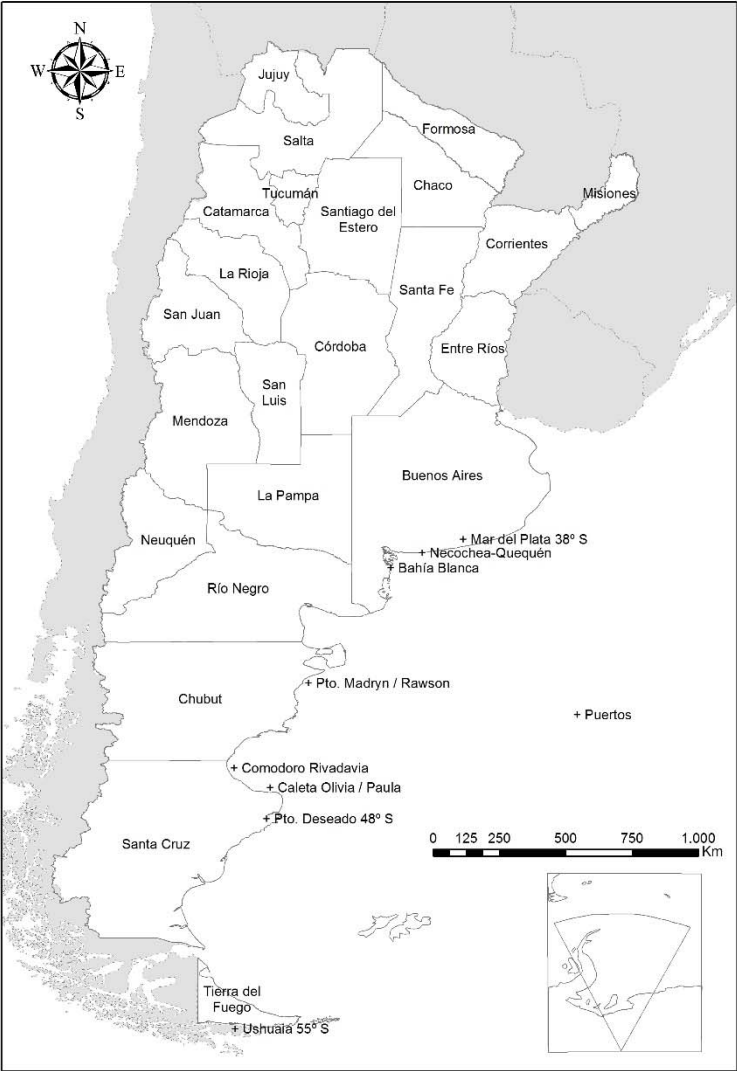 N
W E
S
Jujuy
Formosa
Salta
Chaco
Misiones
Tucumán
Catamarca
Santiago del
Estero
Corrientes
La Rioja
Santa Fe
San Juan
Córdoba
Entre Ríos
San
Luis
Mendoza
Buenos Aires
La Pampa
Neuquén
+ Mar del Plata 38º S
+ Necochea-Quequén
+ Bahía Blanca
Río Negro
+ Pto. Madryn / Rawson
Chubut
+ Puertos
+ Comodoro Rivadavia
+ Caleta Olivia / Paula
+ Pto. Deseado 48º S
Santa Cruz
0 125 250 500 750 1.000
Km
Tierra del
Fuego
+ Ushuaia 55º S